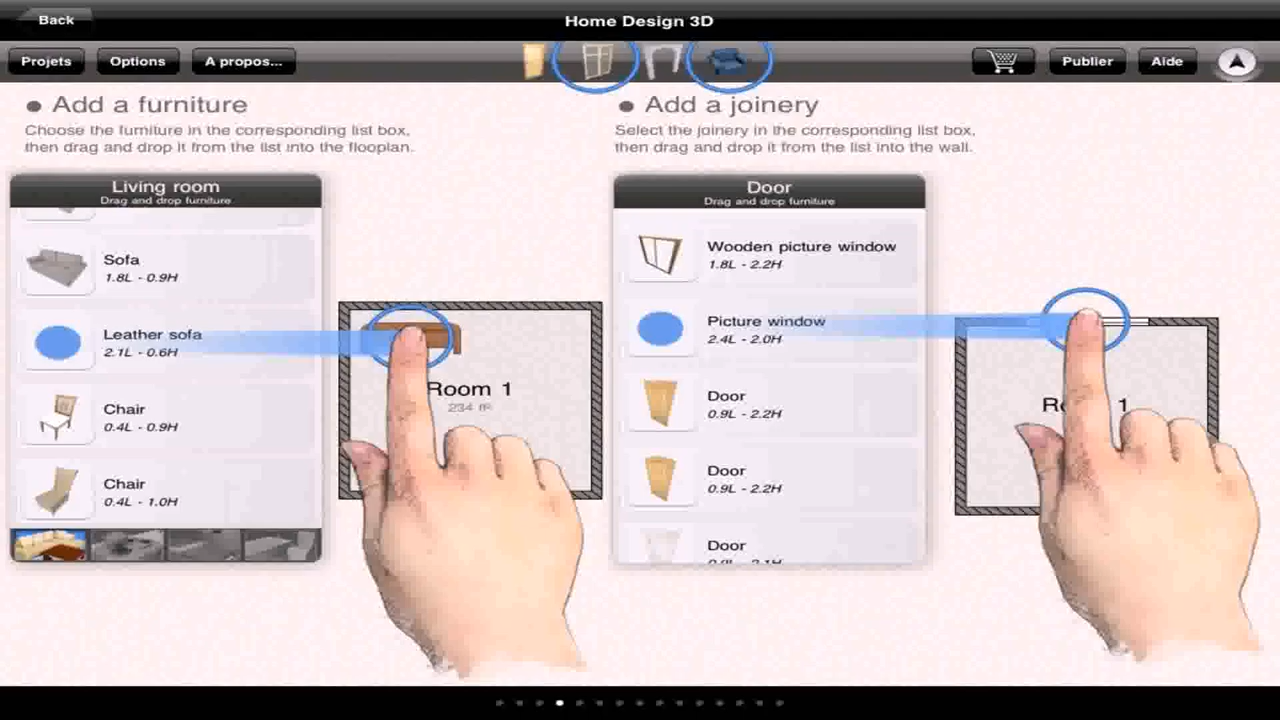 Back
Home Design 3D
Projets
Options
A propos...
Publier
Aide
● Add a furniture
Choose the furniture in the corresponding list box,
then drag and drop it from the list into the flooplan.
Living room
Drag and drop furniture
Sofa
1.8L - 0.9H
Leather sofa
2.1L - 0.6H
Chair
0.4L - 0.9H
Chair
0.4L - 1.0H
Room 1
234 ft²
● Add a joinery
Select the joinery in the corresponding list box,
then drag and drop it from the list into the wall.
Door
Drag and drop furniture
Wooden picture window
1.8L - 2.2H
Picture window
2.4L - 2.0H
Door
0.9L - 2.2H
Door
0.9L - 2.2H
Door
1